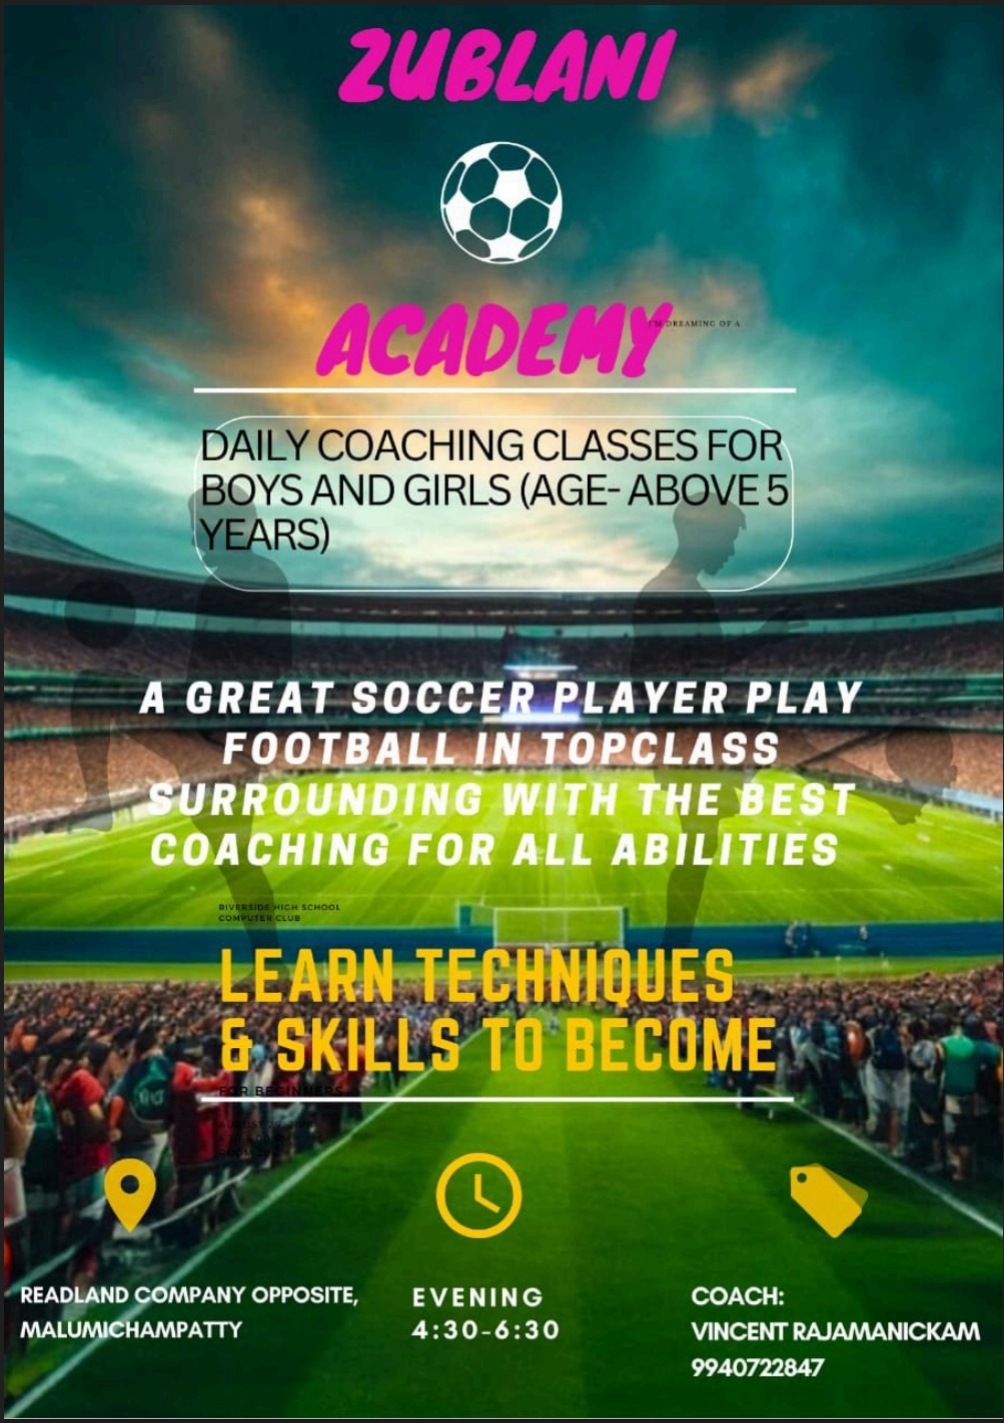 ZUBLANI
ACADEMY
I'M DREAMING OF A
DAILY COACHING CLASSES FOR
BOYS AND GIRLS (AGE- ABOVE 5
YEARS)
A GREAT SOCCER PLAYER PLAY
FOOTBALL IN TOPCLASS
SURROUNDING WITH THE BEST
COACHING FOR ALL ABILITIES
RIVERSIDE HIGH SCHOOL
COMPUTER CLUB
LEARN TECHNIQUES
& SKILLS TO BECOME
FOR BEGINNERS
READLAND COMPANY OPPOSITE,
MALUMICHAMPATTY
EVENING
4:30-6:30
COACH:
VINCENT RAJAMANICKAM
9940722847